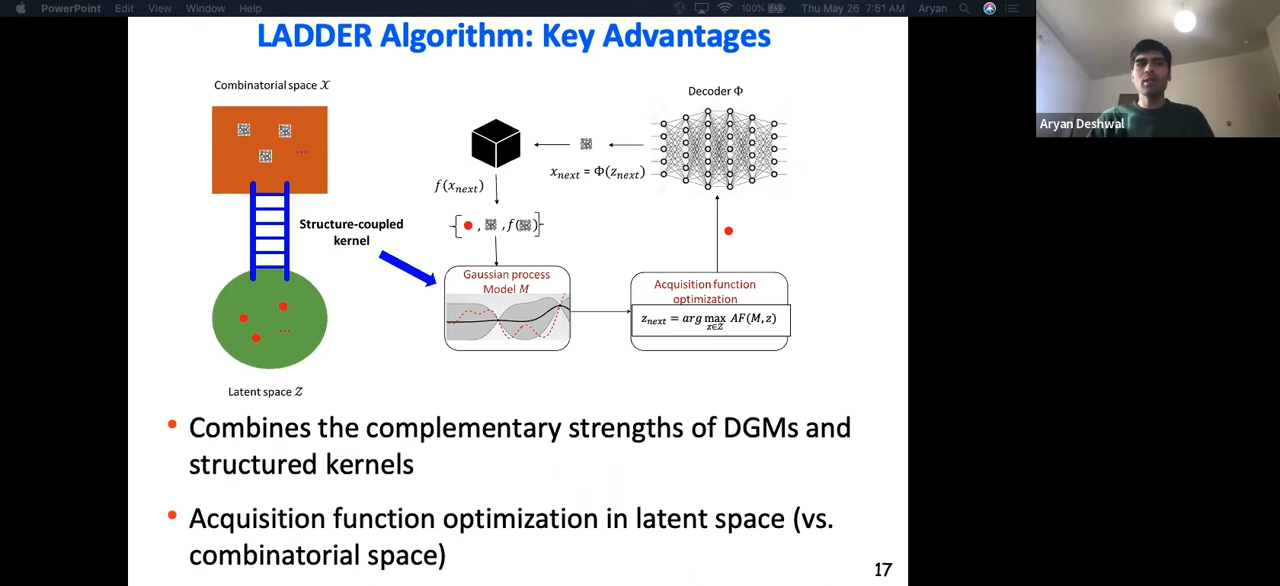 PowerPoint Edit View Window Help
100% Thu May 26 7:51 AM Aryan
LADDER Algorithm: Key Advantages
Combinatorial space 𝒳
Decoder Φ
x_next = Φ(z_next)
f(x_next)
Structure-coupled
kernel
{ , , f( )}
Gaussian process
Model M
Acquisition function
optimization
z_next = arg max AF(M, z)
z∈Z
Latent space Z
• Combines the complementary strengths of DGMs and
structured kernels
• Acquisition function optimization in latent space (vs.
combinatorial space)
17
Aryan Deshwal